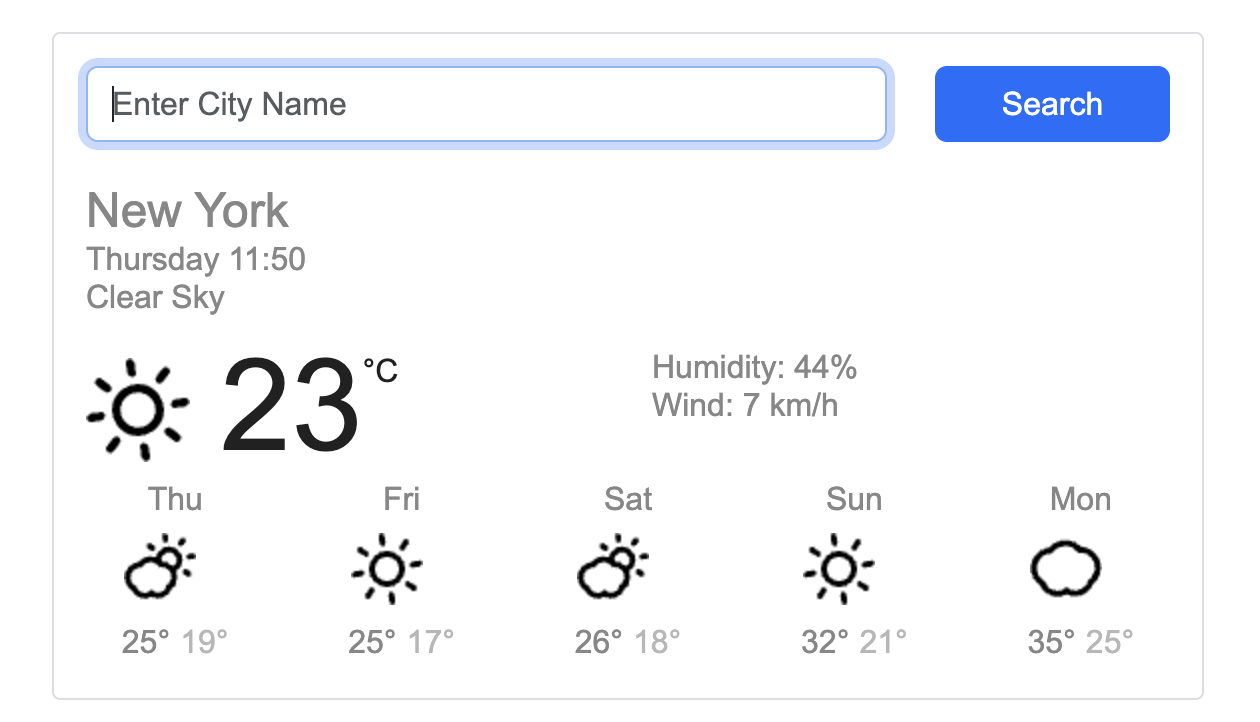 Enter City Name
Search
New York
Thursday 11:50
Clear Sky
23 °C
Humidity: 44%
Wind: 7 km/h
Thu Fri Sat Sun Mon
25° 19° 25° 17° 26° 18° 32° 21° 35° 25°